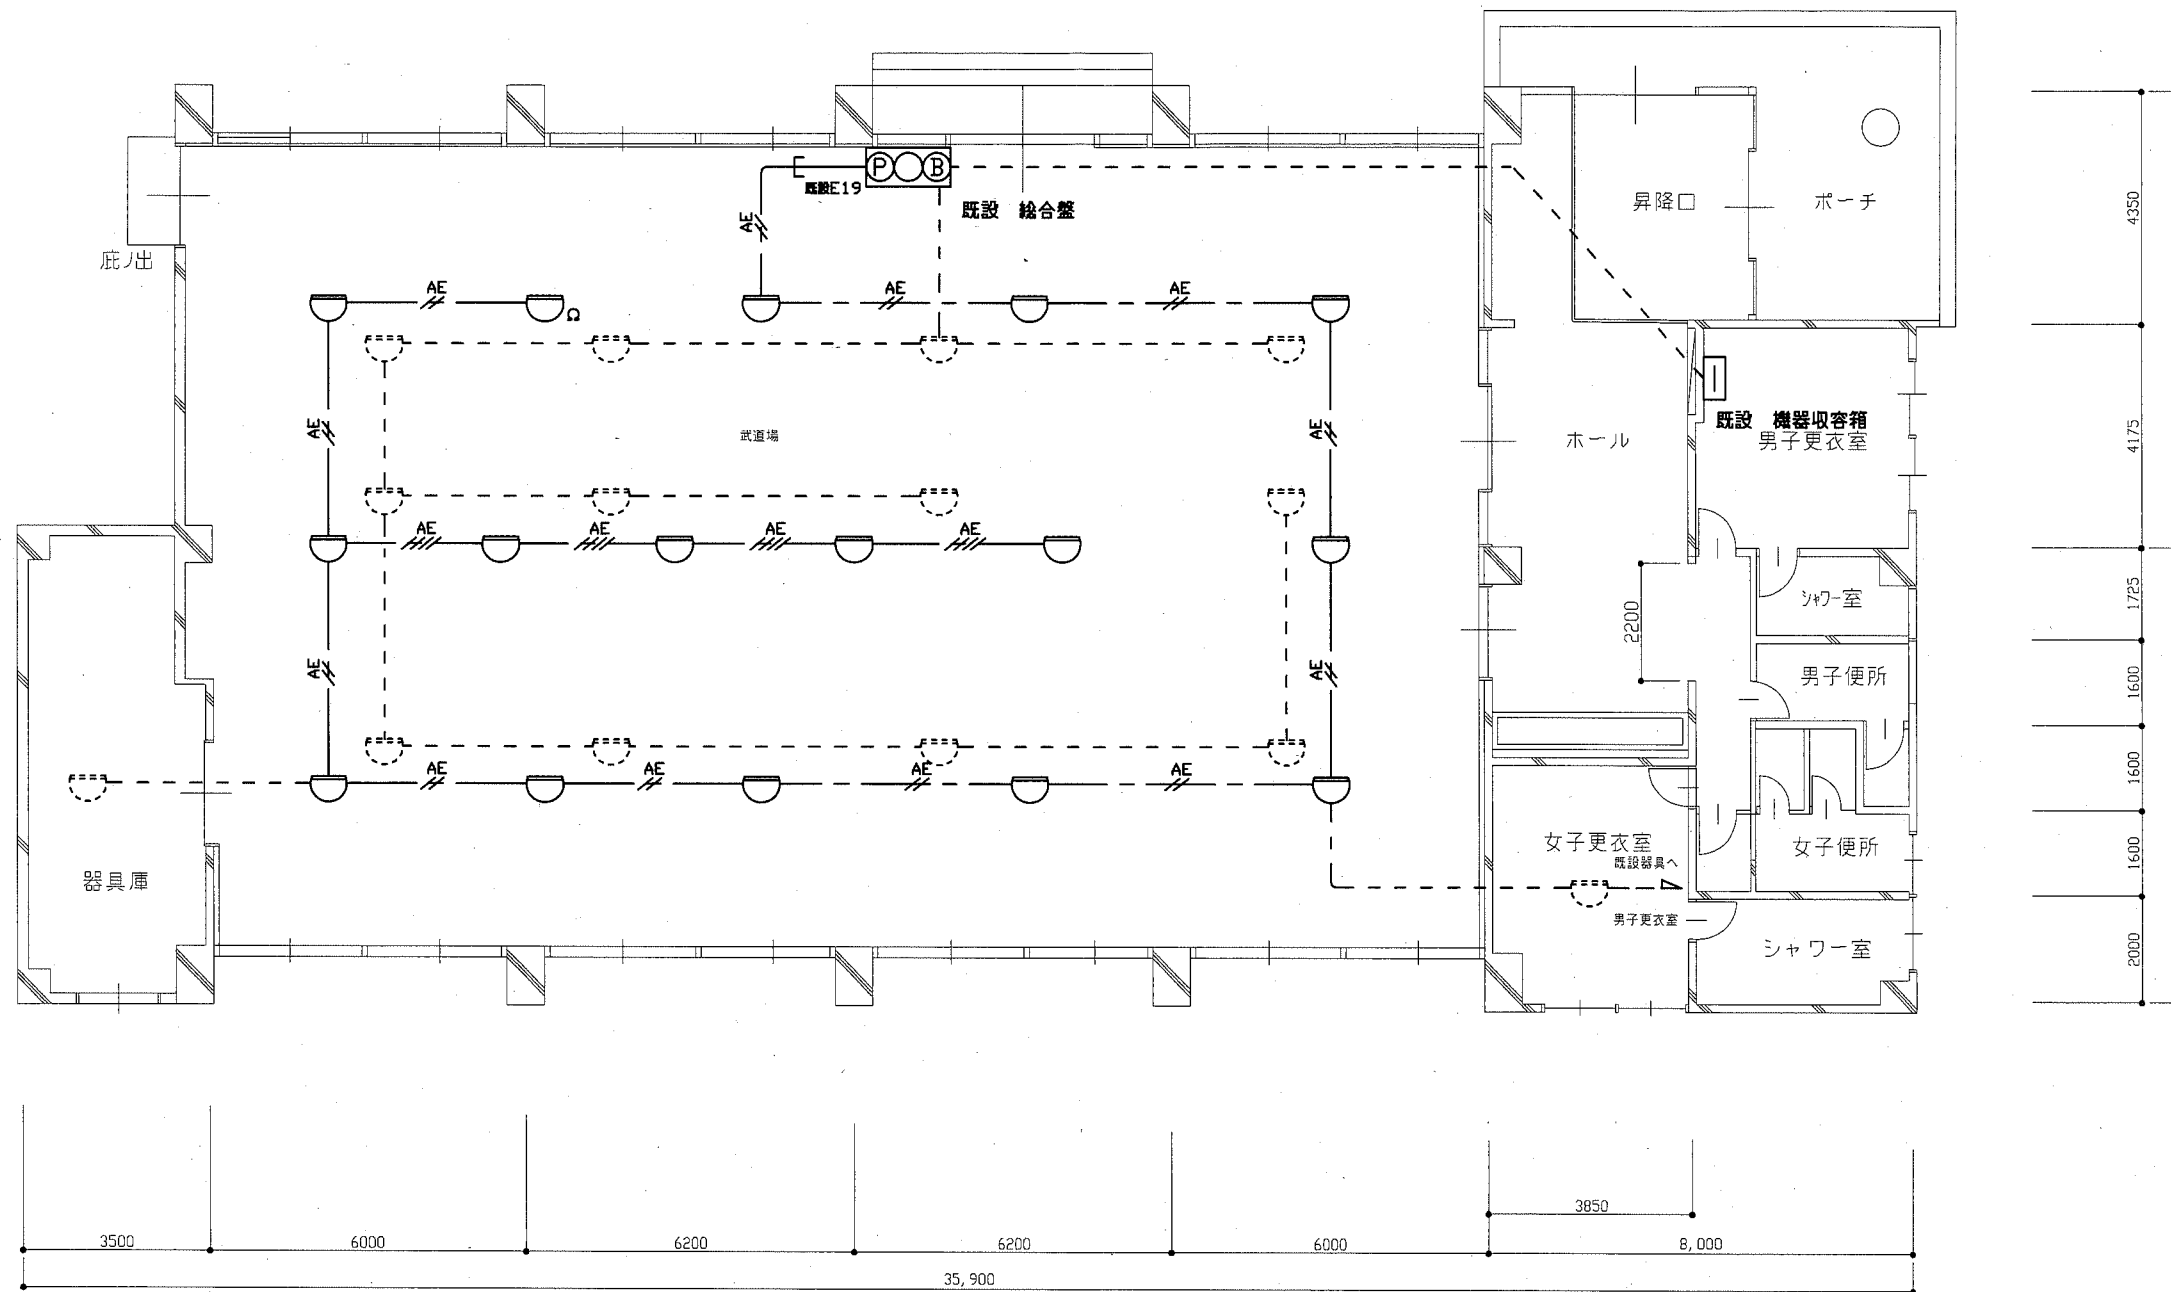 4350
P B
既設E19
既設 総合盤
昇降口
ポーチ
AE
庇ノ出
AE
AE
AE
Ω
武道場
AE
AE
ホール
既設 機器収容箱
男子更衣室
4175
AE
AE
AE
AE
シャワー室
1725
2200
AE
AE
男子便所
1600
AE
AE
AE
AE
1600
女子更衣室
既設器具へ
女子便所
1600
器具庫
男子更衣室
シャワー室
2000
3850
3500
6000
6200
6200
6000
8,000
35,900